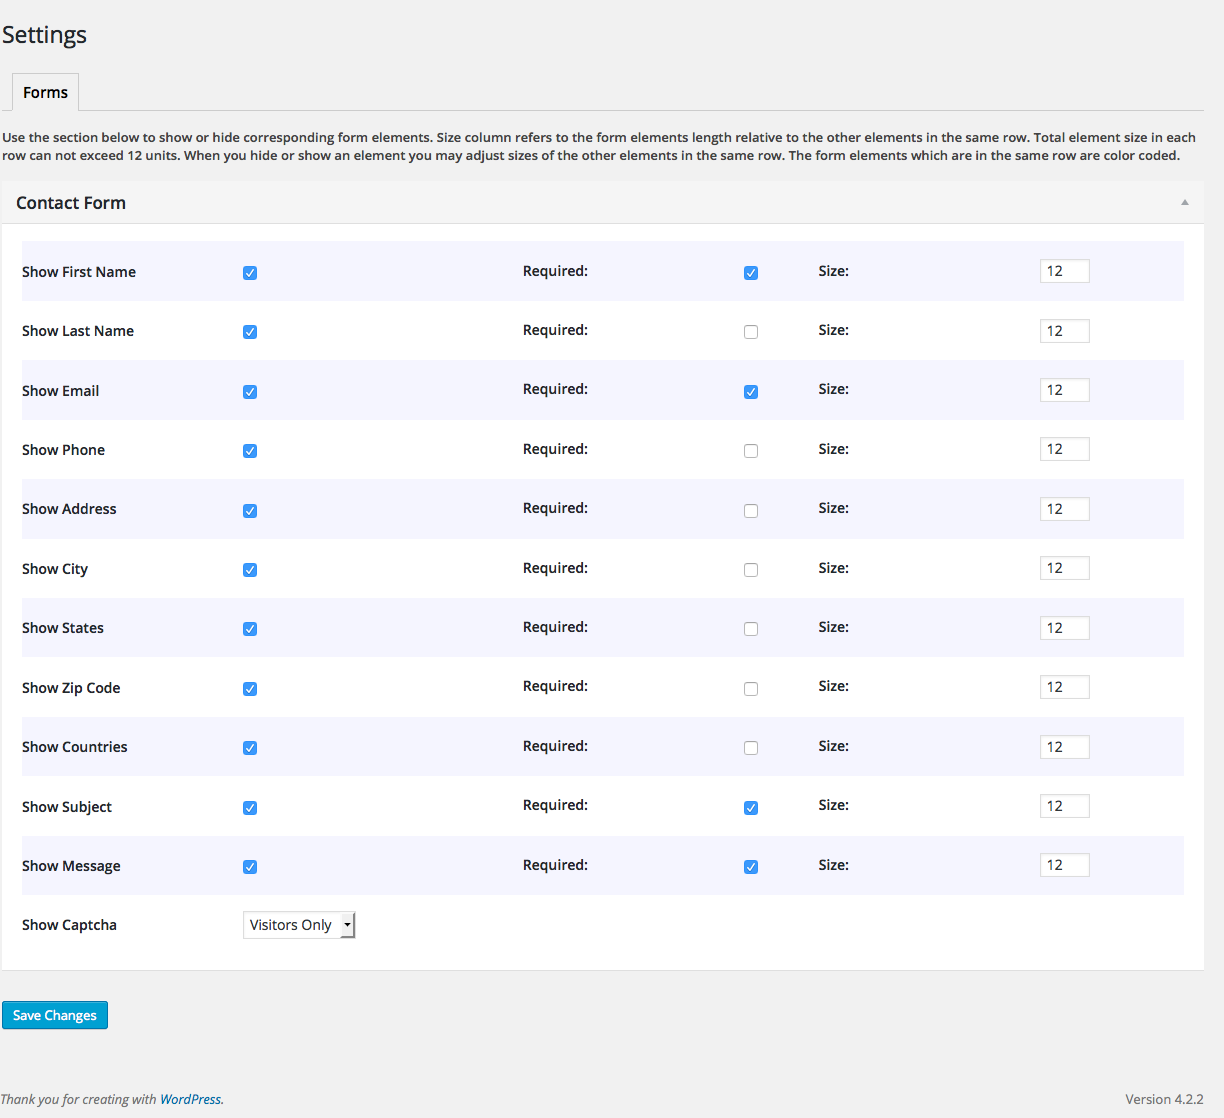 Settings
Forms
Use the section below to show or hide corresponding form elements. Size column refers to the form elements length relative to the other elements in the same row. Total element size in each
row can not exceed 12 units. When you hide or show an element you may adjust sizes of the other elements in the same row. The form elements which are in the same row are color coded.
Contact Form
Show First Name Required: Size: 12
Show Last Name Required: Size: 12
Show Email Required: Size: 12
Show Phone Required: Size: 12
Show Address Required: Size: 12
Show City Required: Size: 12
Show States Required: Size: 12
Show Zip Code Required: Size: 12
Show Countries Required: Size: 12
Show Subject Required: Size: 12
Show Message Required: Size: 12
Show Captcha Visitors Only
Save Changes
Thank you for creating with WordPress. Version 4.2.2